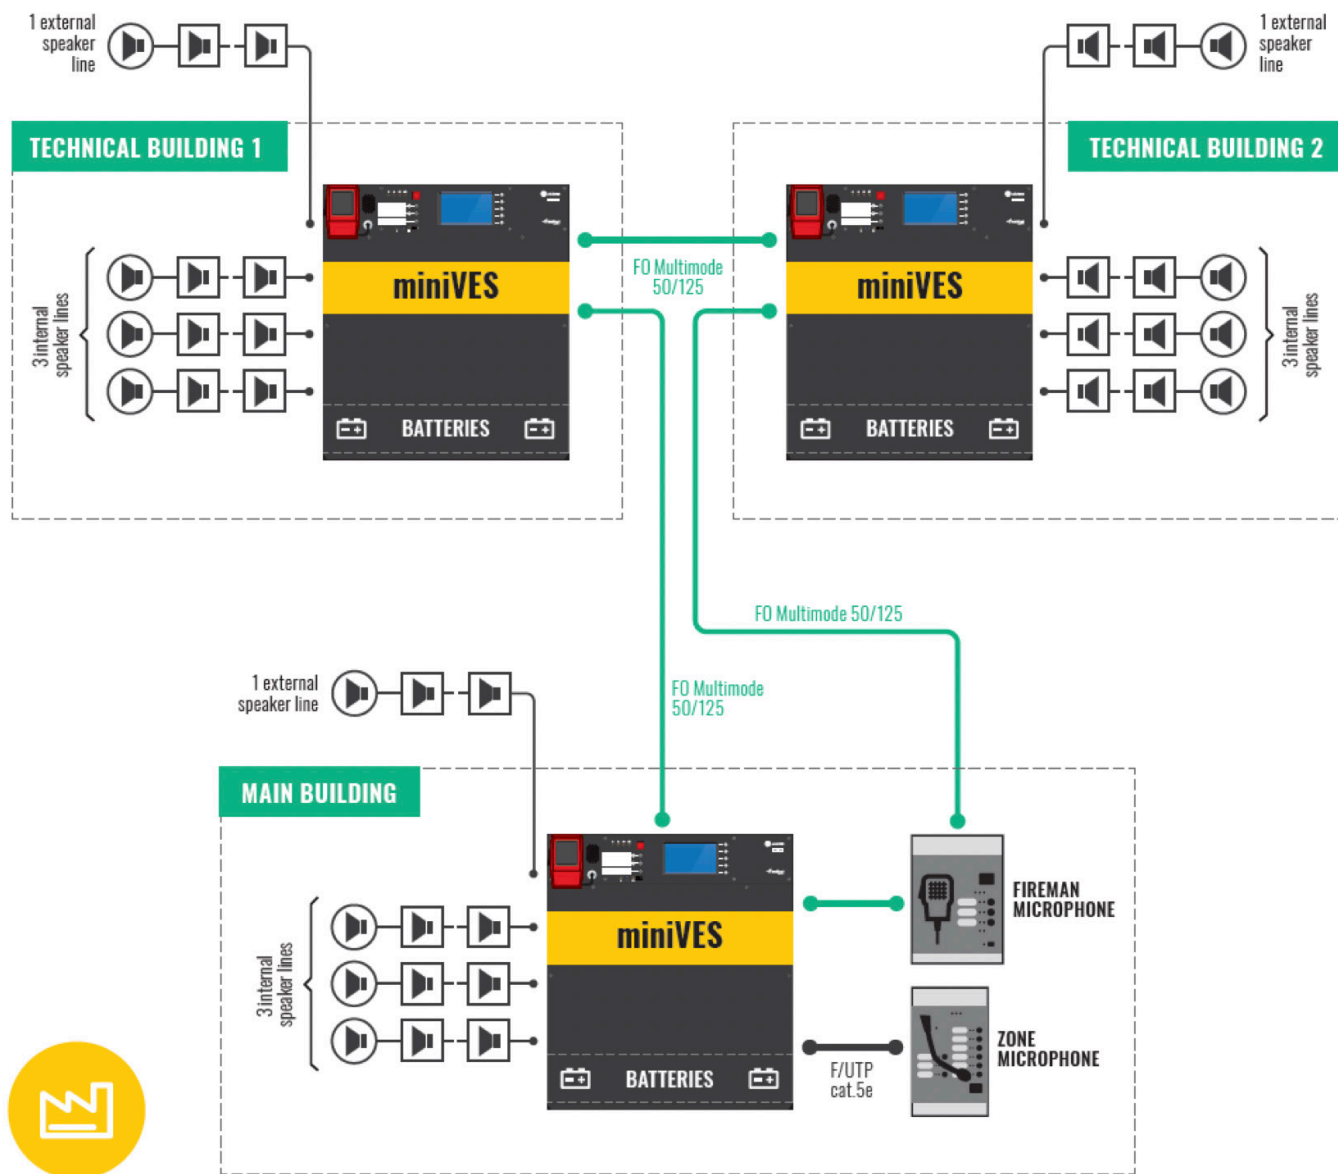 1 external
speaker
line
1 external
speaker
line
TECHNICAL BUILDING 1
TECHNICAL BUILDING 2
miniVES
FO Multimode
50/125
miniVES
3 internal
speaker lines
3 internal
speaker lines
BATTERIES
BATTERIES
FO Multimode 50/125
1 external
speaker line
FO Multimode
50/125
MAIN BUILDING
FIREMAN
MICROPHONE
miniVES
3 internal
speaker lines
ZONE
MICROPHONE
F/UTP
cat.5e
BATTERIES